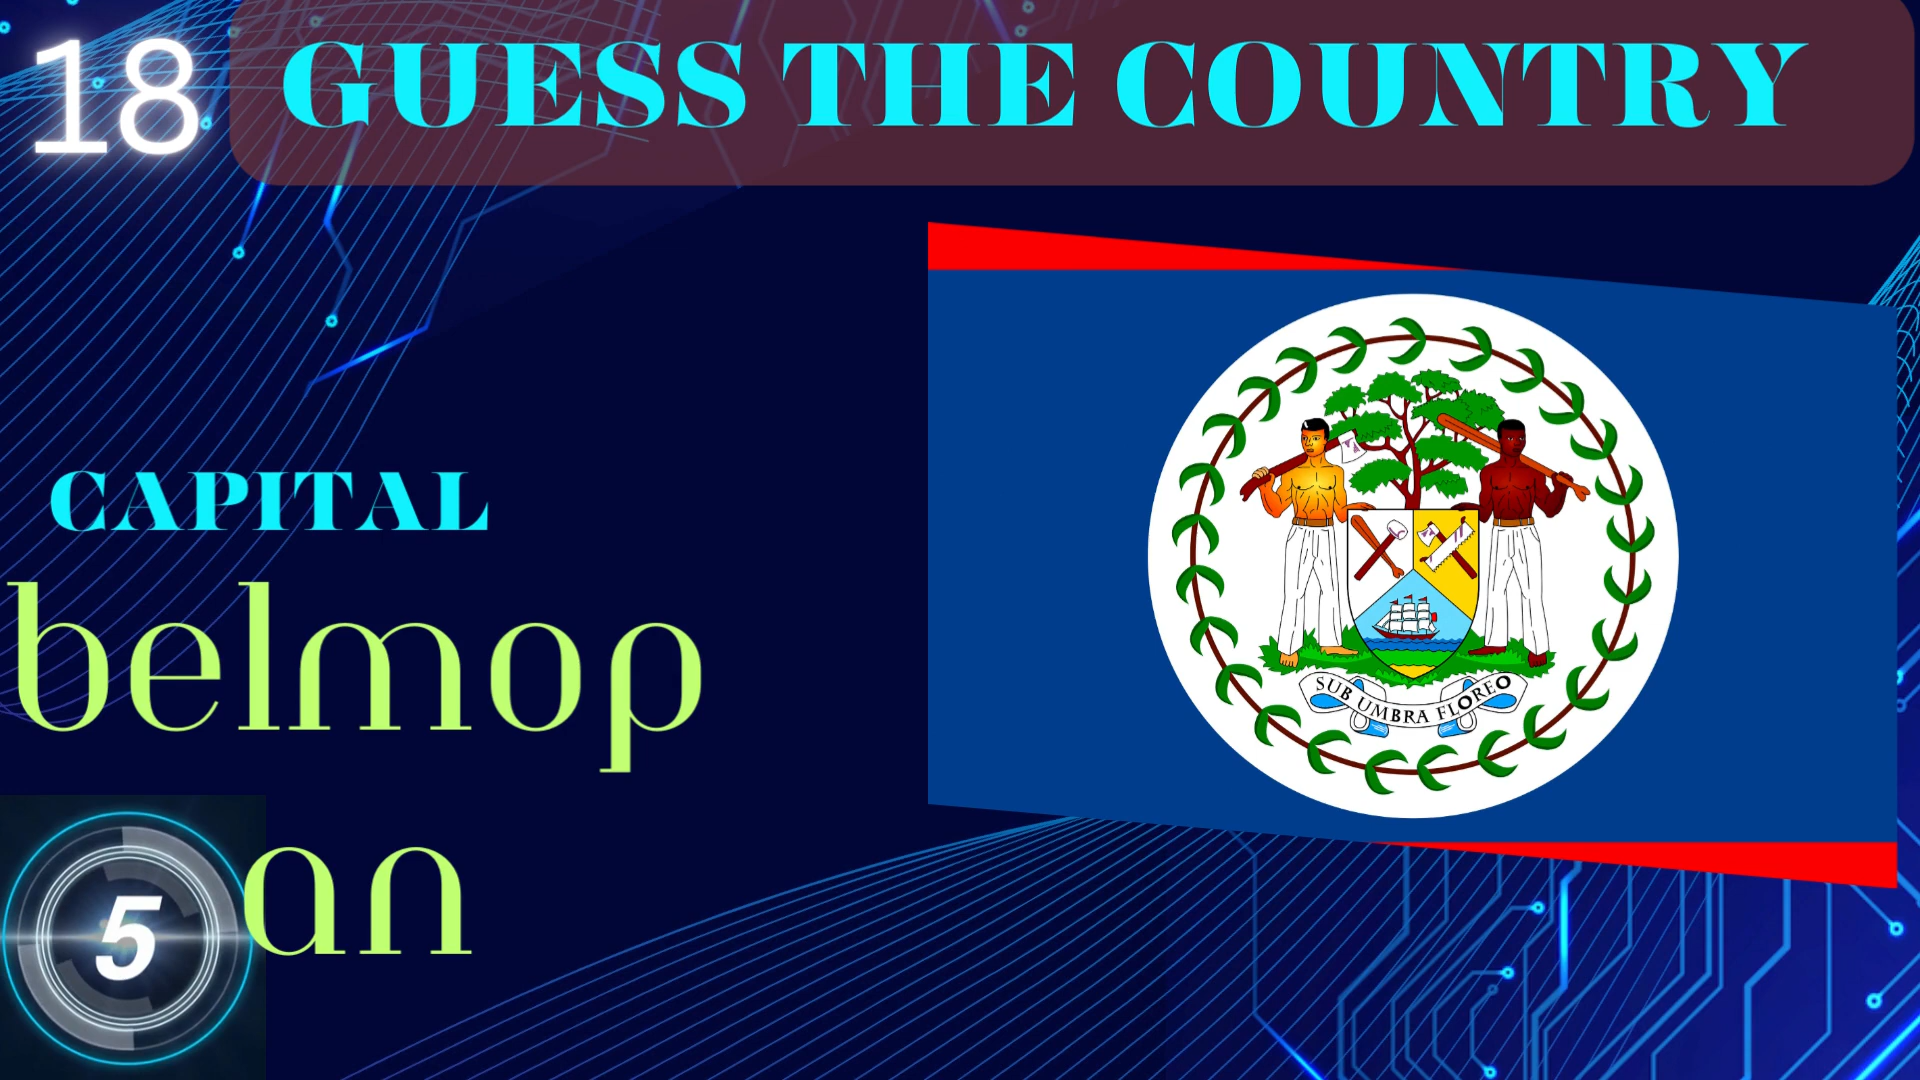 18
GUESS THE COUNTRY
CAPITAL
belmop
an
5
SUB UMBRA FLOREO